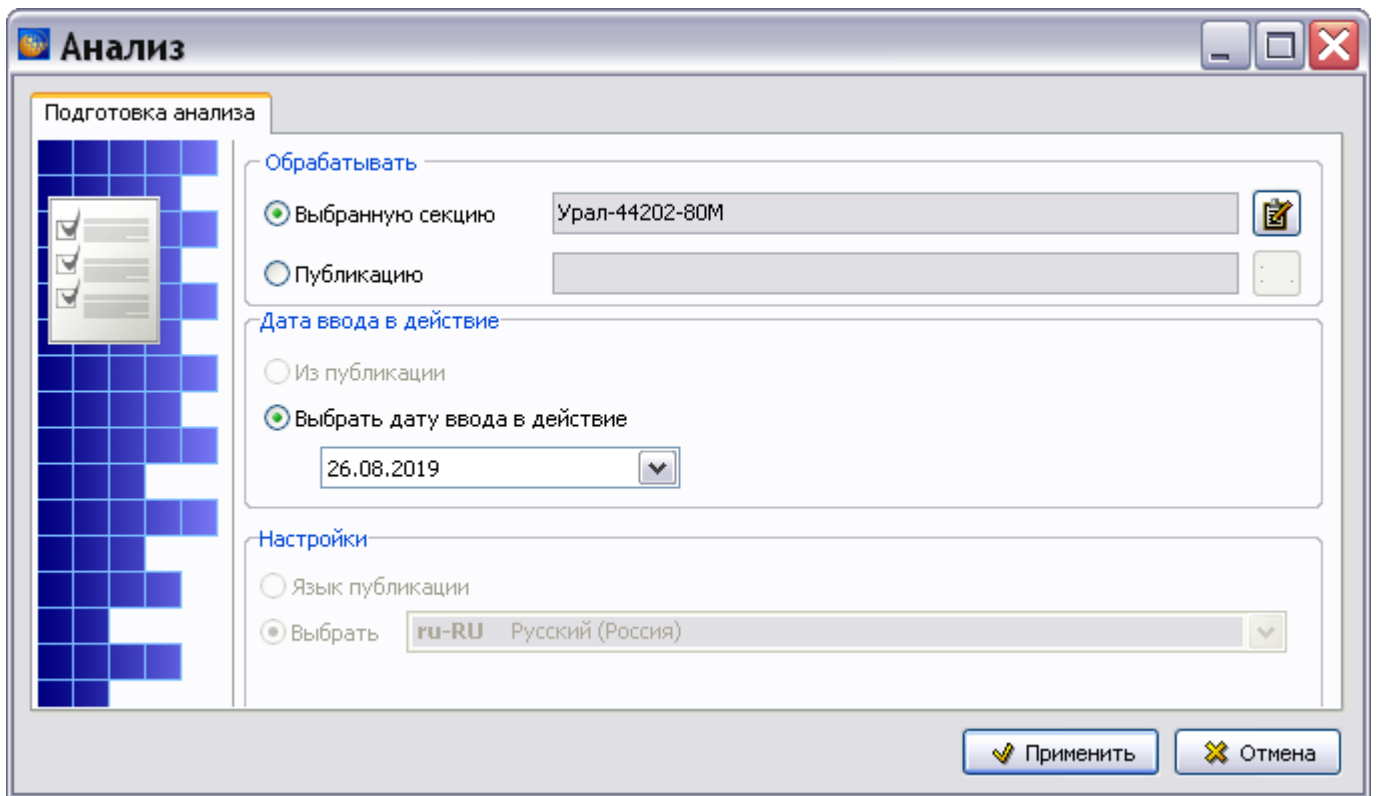 Анализ
Подготовка анализа
Обрабатывать
Выбранную секцию Урал-44202-80М
Публикацию
Дата ввода в действие
Из публикации
Выбрать дату ввода в действие
26.08.2019
Настройки
Язык публикации
Выбрать ru-RU Русский (Россия)
Применить Отмена